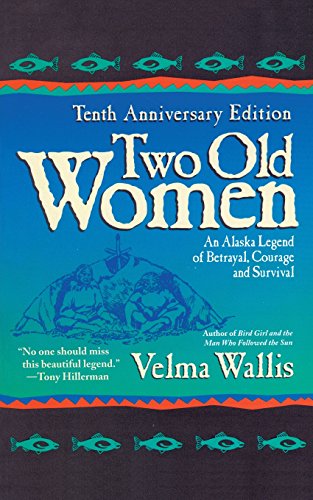 Tenth Anniversary Edition
Two Old
Women
An Alaska Legend
of Betrayal, Courage
and Survival
Author of Bird Girl and the
Man Who Followed the Sun
"No one should miss
this beautiful legend."
—Tony Hillerman
Velma Wallis